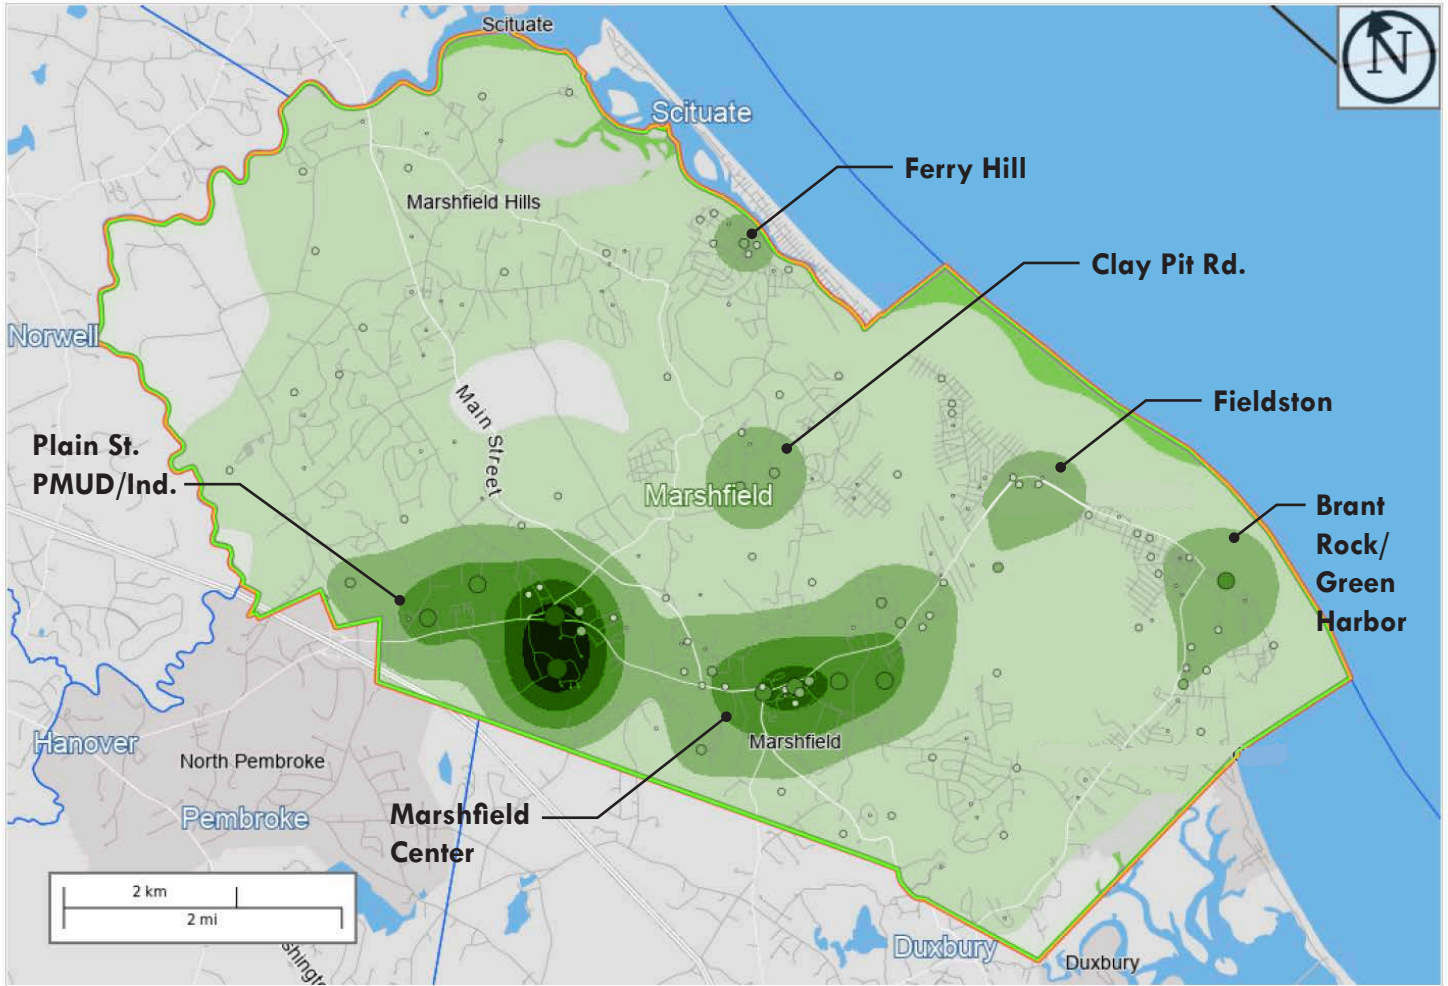 Scituate
N
Scituate
Ferry Hill
Marshfield Hills
Clay Pit Rd.
Norwell
Main Street
Fieldston
Plain St.
PMUD/Ind.
Marshfield
Brant
Rock/
Green
Harbor
Marshfield
Hanover
North Pembroke
Pembroke
Marshfield
Center
2 km
2 mi
Duxbury
Duxbury